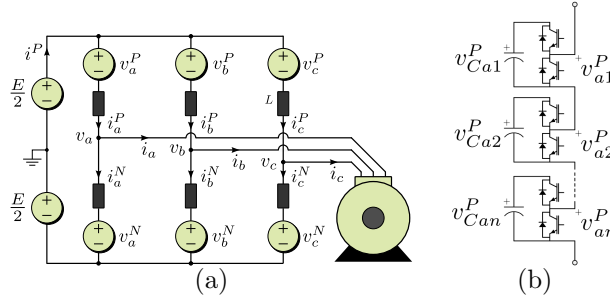 i^P
v_a^P
v_b^P
v_c^P
E/2
L
i_a^P
i_b^P
i_c^P
v_a
i_a
v_b
i_b
v_c
i_c
E/2
i_a^N
i_b^N
i_c^N
v_a^N
v_b^N
v_c^N
(a)
(b)
v_{Ca1}^P
v_{a1}^P
v_{Ca2}^P
v_{a2}^P
v_{Can}^P
v_{an}^P